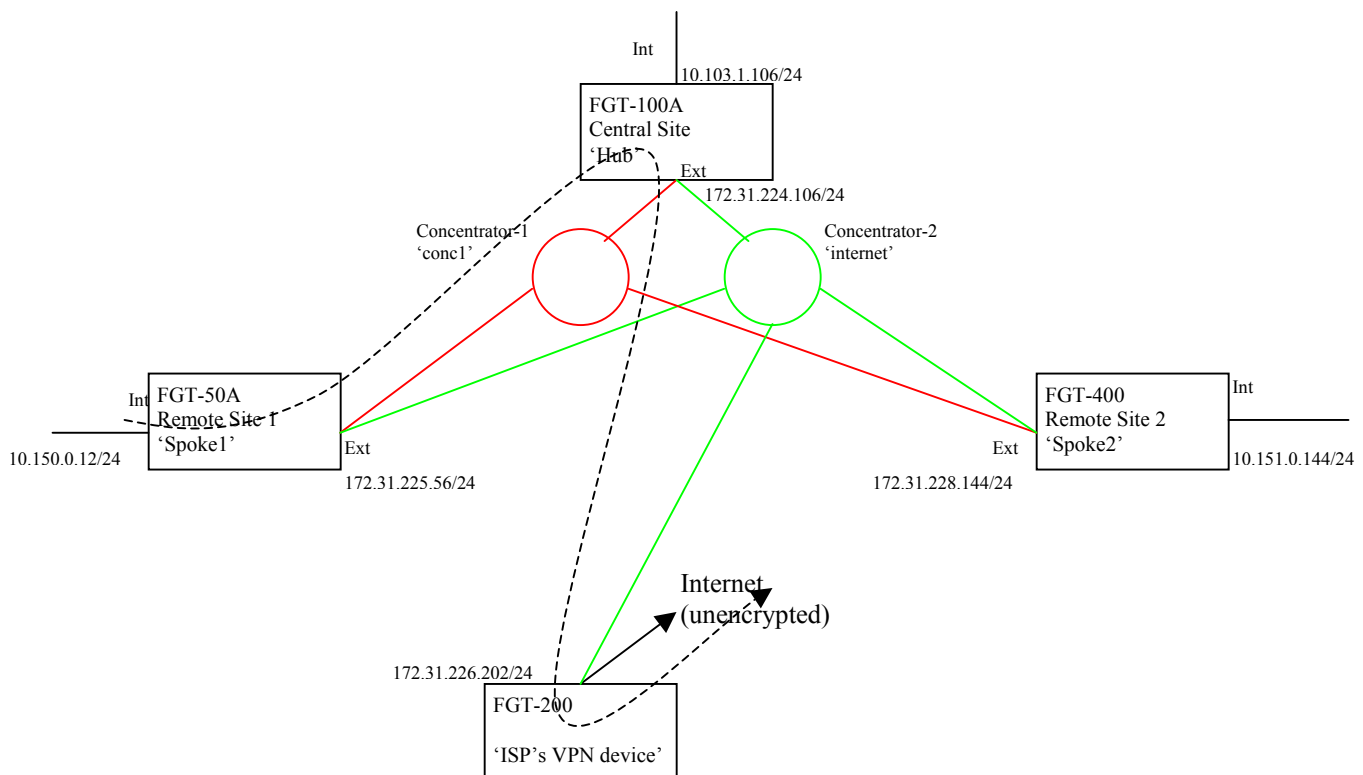 Int
10.103.1.106/24
FGT-100A
Central Site
‘Hub’
Ext
172.31.224.106/24
Concentrator-1
‘conc1’
Concentrator-2
‘internet’
Int
FGT-50A
Remote Site 1
‘Spoke1’
Ext
10.150.0.12/24
172.31.225.56/24
Int
FGT-400
Remote Site 2
‘Spoke2’
Ext
10.151.0.144/24
172.31.228.144/24
Internet
(unencrypted)
172.31.226.202/24
FGT-200
‘ISP’s VPN device’